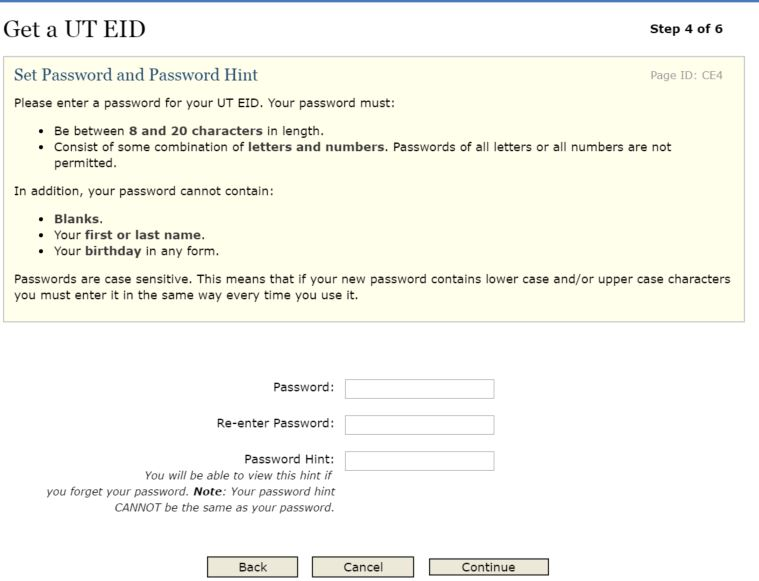 Get a UT EID
Step 4 of 6
Set Password and Password Hint
Page ID: CE4
Please enter a password for your UT EID. Your password must:
• Be between 8 and 20 characters in length.
• Consist of some combination of letters and numbers. Passwords of all letters or all numbers are not
permitted.
In addition, your password cannot contain:
• Blanks.
• Your first or last name.
• Your birthday in any form.
Passwords are case sensitive. This means that if your new password contains lower case and/or upper case characters
you must enter it in the same way every time you use it.
Password:
Re-enter Password:
Password Hint:
You will be able to view this hint if
you forget your password. Note: Your password hint
CANNOT be the same as your password.
Back
Cancel
Continue